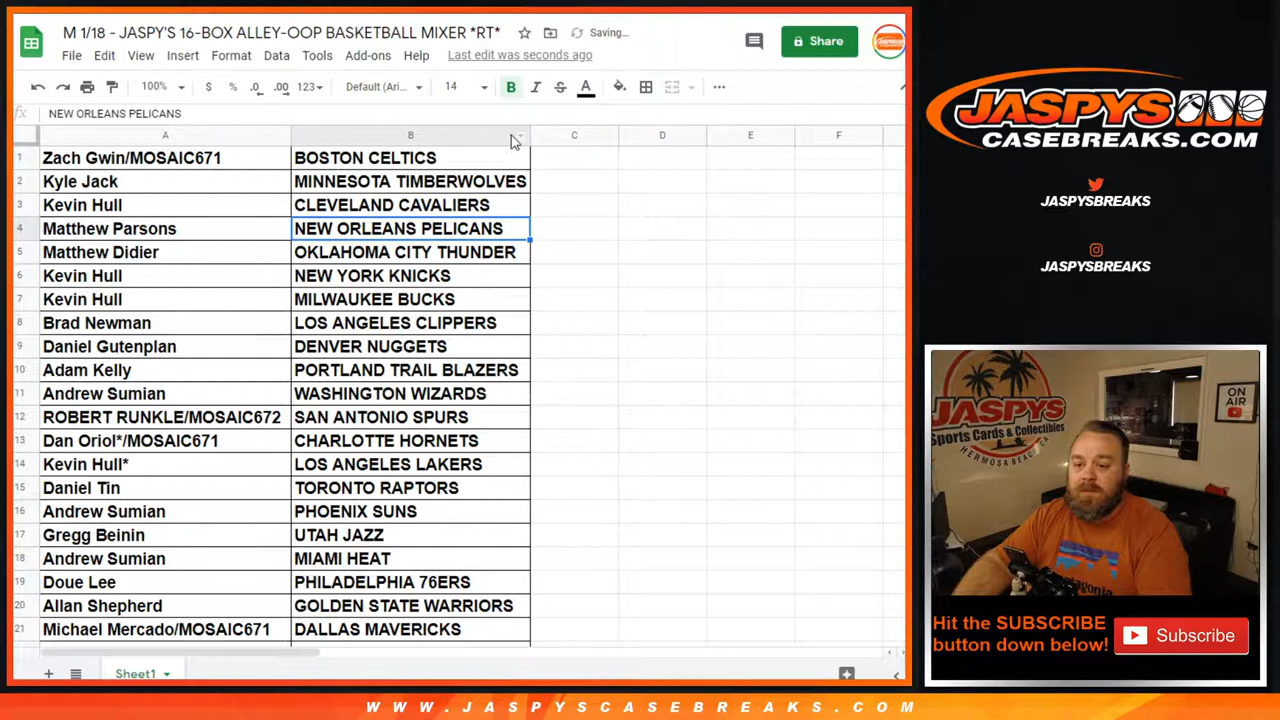 M 1/18 - JASPY'S 16-BOX ALLEY-OOP BASKETBALL MIXER *RT*
Saving...
Share
File Edit View Insert Format Data Tools Add-ons Help Last edit was seconds ago
100% $ % .0 .00 123 Default (Ari... 14 B I S A
fx NEW ORLEANS PELICANS
A B C D E F
1 Zach Gwin/MOSAIC671 BOSTON CELTICS
2 Kyle Jack MINNESOTA TIMBERWOLVES
3 Kevin Hull CLEVELAND CAVALIERS
4 Matthew Parsons NEW ORLEANS PELICANS
5 Matthew Didier OKLAHOMA CITY THUNDER
6 Kevin Hull NEW YORK KNICKS
7 Kevin Hull MILWAUKEE BUCKS
8 Brad Newman LOS ANGELES CLIPPERS
9 Daniel Gutenplan DENVER NUGGETS
10 Adam Kelly PORTLAND TRAIL BLAZERS
11 Andrew Sumian WASHINGTON WIZARDS
12 ROBERT RUNKLE/MOSAIC672 SAN ANTONIO SPURS
13 Dan Oriol*/MOSAIC671 CHARLOTTE HORNETS
14 Kevin Hull* LOS ANGELES LAKERS
15 Daniel Tin TORONTO RAPTORS
16 Andrew Sumian PHOENIX SUNS
17 Gregg Beinin UTAH JAZZ
18 Andrew Sumian MIAMI HEAT
19 Doue Lee PHILADELPHIA 76ERS
20 Allan Shepherd GOLDEN STATE WARRIORS
21 Michael Mercado/MOSAIC671 DALLAS MAVERICKS
Sheet1
JASPYS
CASEBREAKS.COM
JASPYSBREAKS
JASPYSBREAKS
JASPYS
Sports Cards & Collectibles
HERMOSA BEACH, CA
ON
AIR
patagonia
Hit the SUBSCRIBE
button down below!
Subscribe
WWW.JASPYSCASEBREAKS.COM